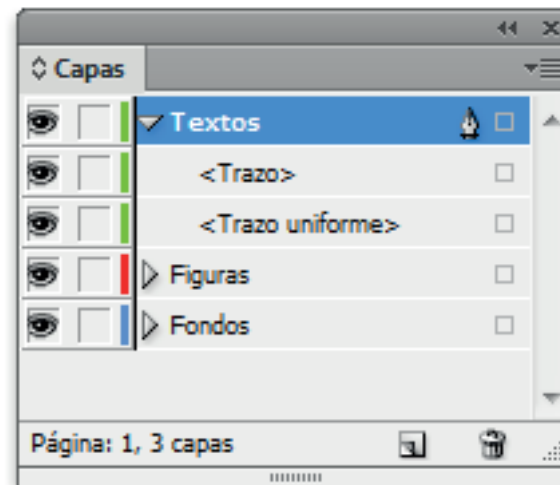 Capas
Textos
<Trazo>
<Trazo uniforme>
Figuras
Fondos
Página: 1, 3 capas